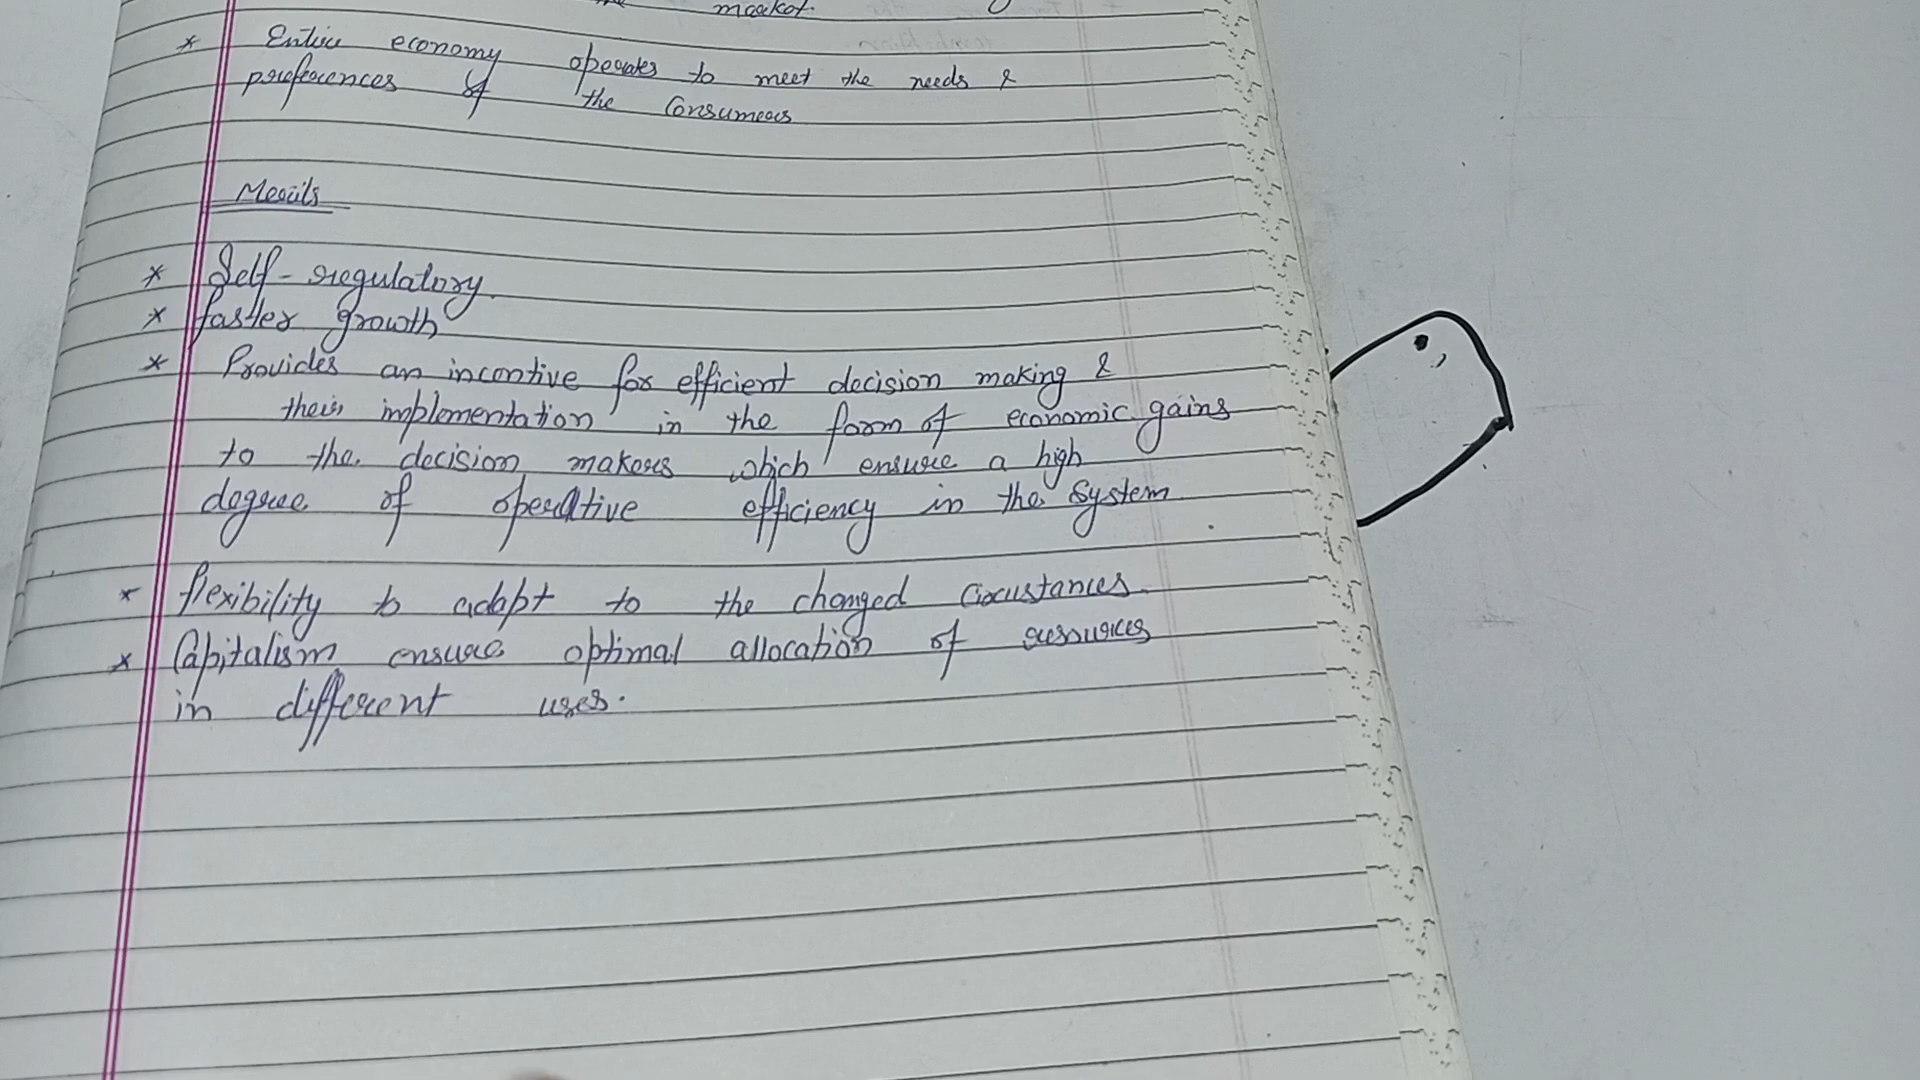 market.
* Entire economy operates to meet the needs &
preferences of the Consumers
Merits
* Self-regulatory.
* faster growth
* Provides an incentive for efficient decision making &
their implementation in the form of economic gains
to the decision makers which ensure a high
degree of operative efficiency in the System
* flexibility to adapt to the changed Circustances.
* Capitalism ensure optimal allocation of resources
in different uses.